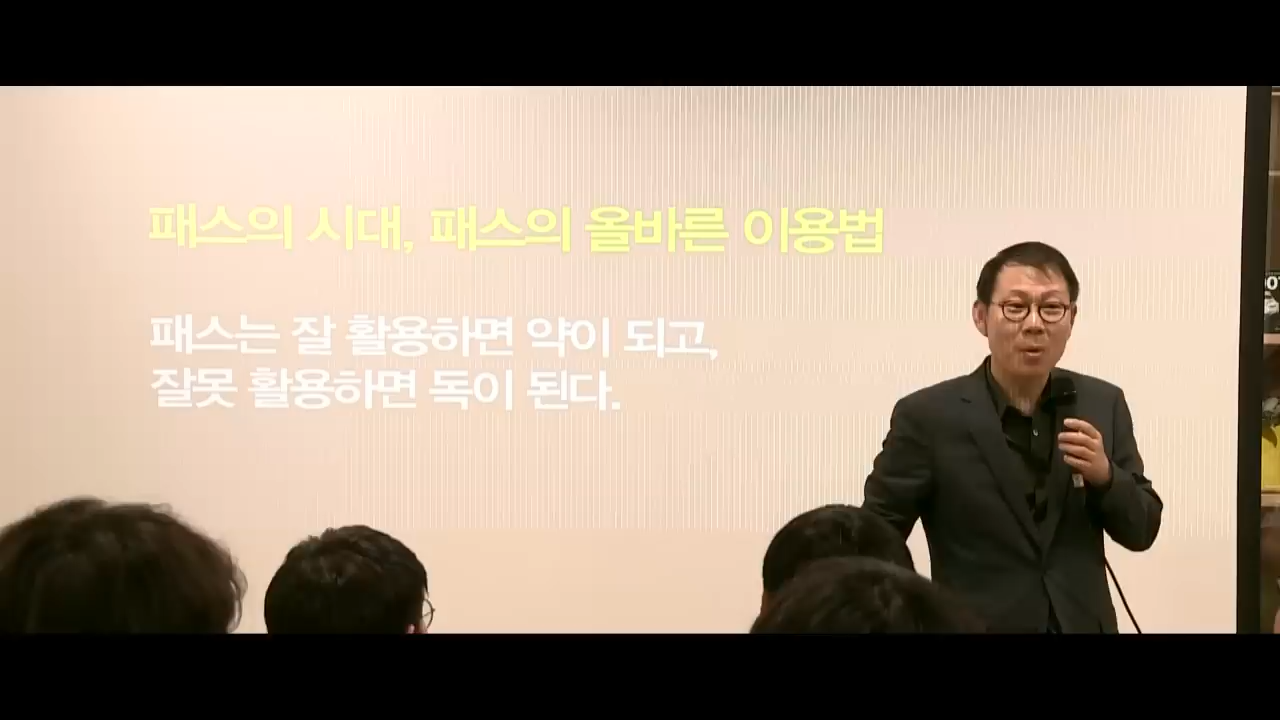 패스의 시대, 패스의 올바른 이용법
패스는 잘 활용하면 약이 되고,
잘못 활용하면 독이 된다.